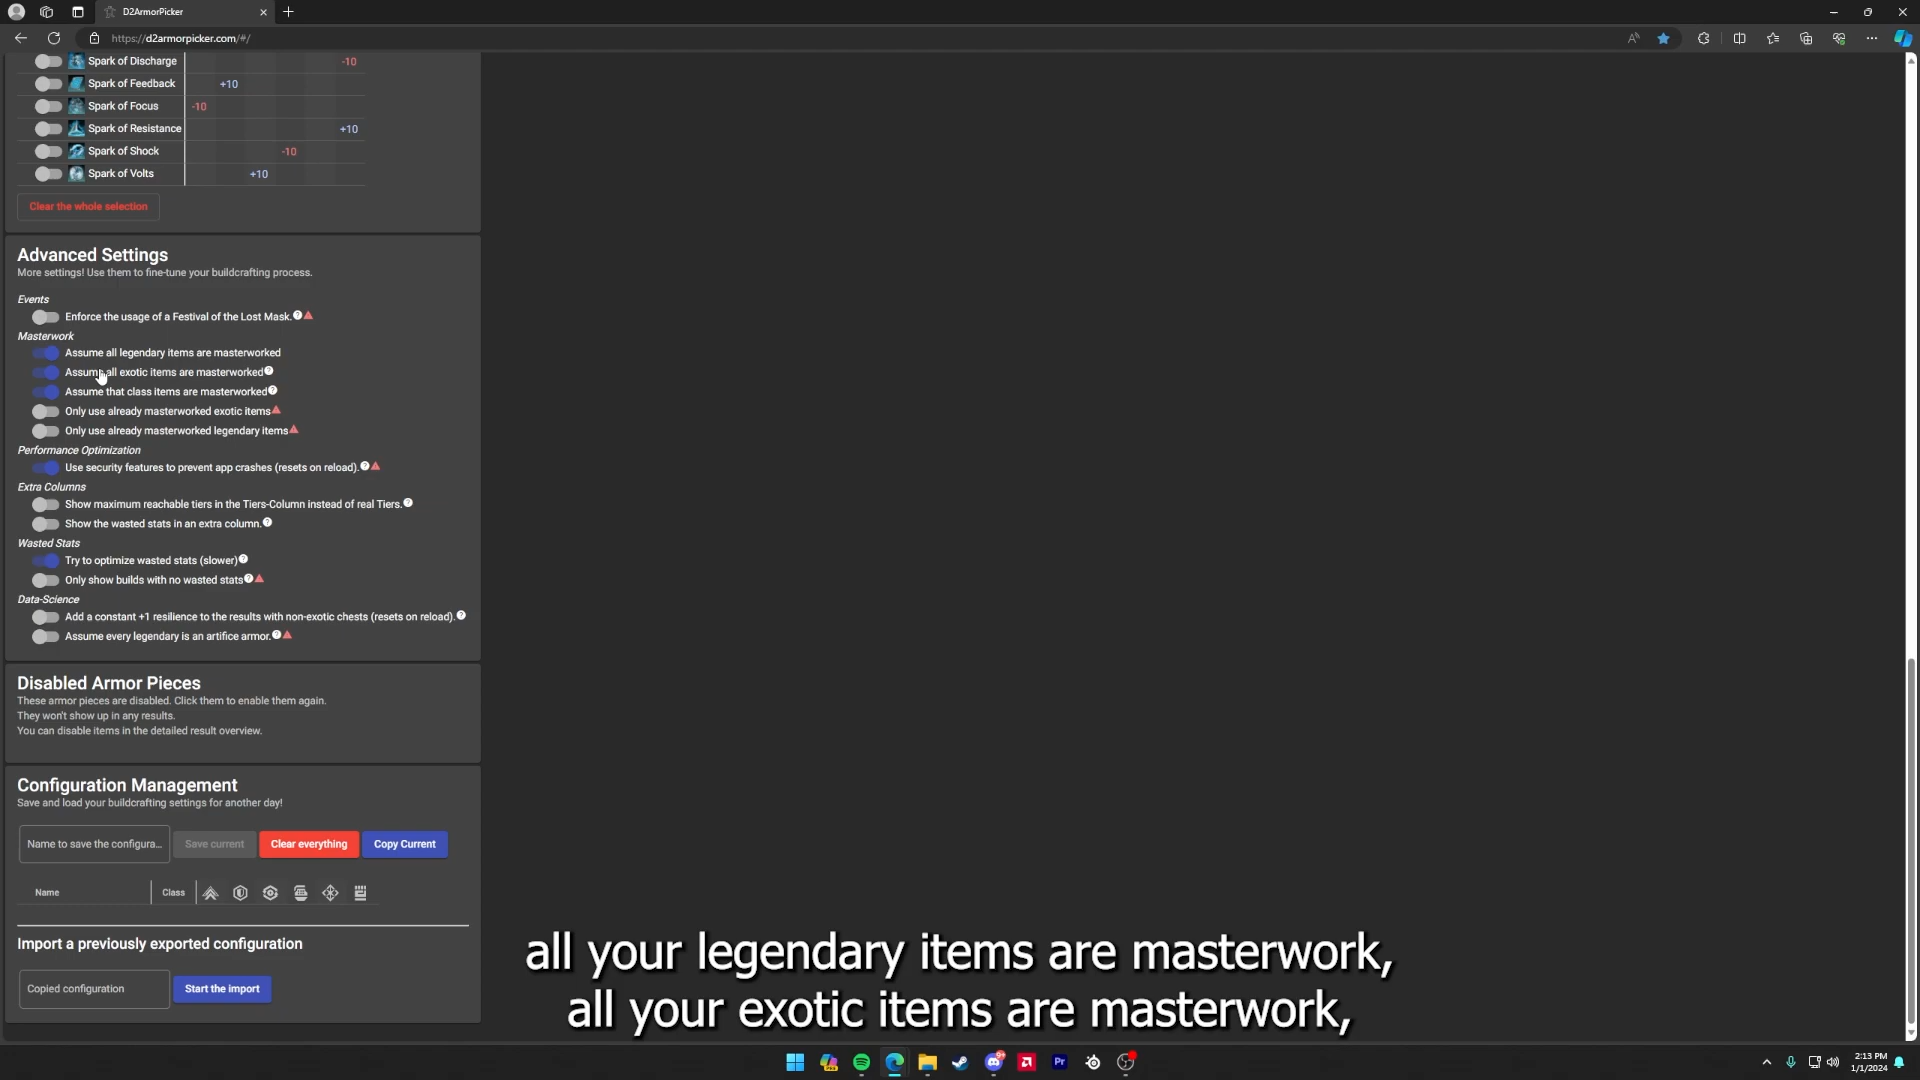 D2ArmorPicker
https://d2armorpicker.com/#/
Spark of Discharge -10
Spark of Feedback +10
Spark of Focus -10
Spark of Resistance +10
Spark of Shock -10
Spark of Volts +10
Clear the whole selection
Advanced Settings
More settings! Use them to fine-tune your buildcrafting process.
Events
Enforce the usage of a Festival of the Lost Mask.
Masterwork
Assume all legendary items are masterworked
Assume all exotic items are masterworked
Assume that class items are masterworked
Only use already masterworked exotic items
Only use already masterworked legendary items
Performance Optimization
Use security features to prevent app crashes (resets on reload).
Extra Columns
Show maximum reachable tiers in the Tiers-Column instead of real Tiers.
Show the wasted stats in an extra column.
Wasted Stats
Try to optimize wasted stats (slower)
Only show builds with no wasted stats
Data-Science
Add a constant +1 resilience to the results with non-exotic chests (resets on reload).
Assume every legendary is an artifice armor.
Disabled Armor Pieces
These armor pieces are disabled. Click them to enable them again.
They won't show up in any results.
You can disable items in the detailed result overview.
Configuration Management
Save and load your buildcrafting settings for another day!
Name to save the configura... Save current Clear everything Copy Current
Name Class
Import a previously exported configuration
Copied configuration Start the import
all your legendary items are masterwork,
all your exotic items are masterwork,
2:13 PM
1/1/2024